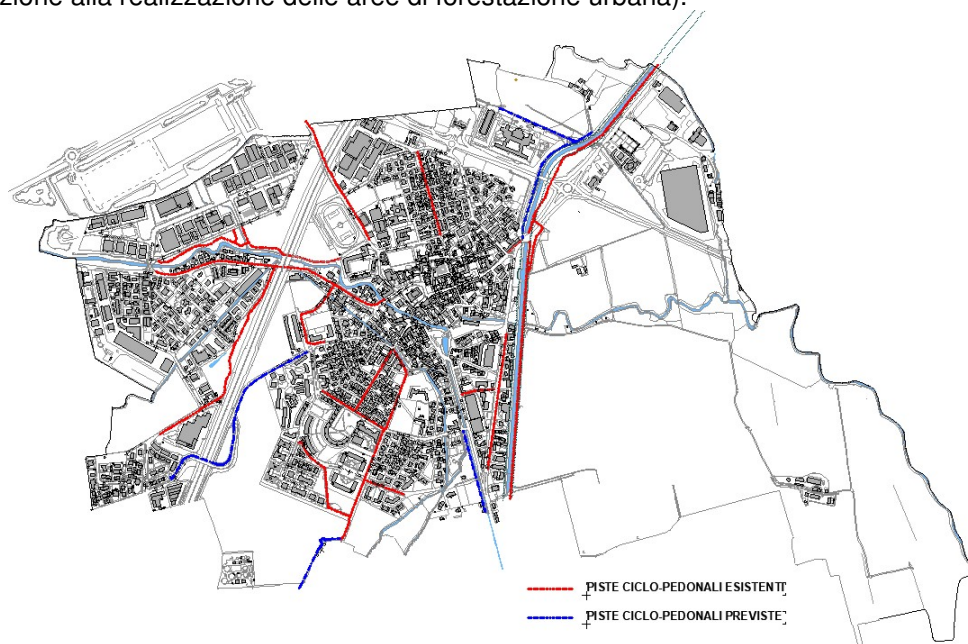 zione alla realizzazione delle aree di forestazione urbana).
PISTE CICLO-PEDONALI ESISTENTI
PISTE CICLO-PEDONALI PREVISTE